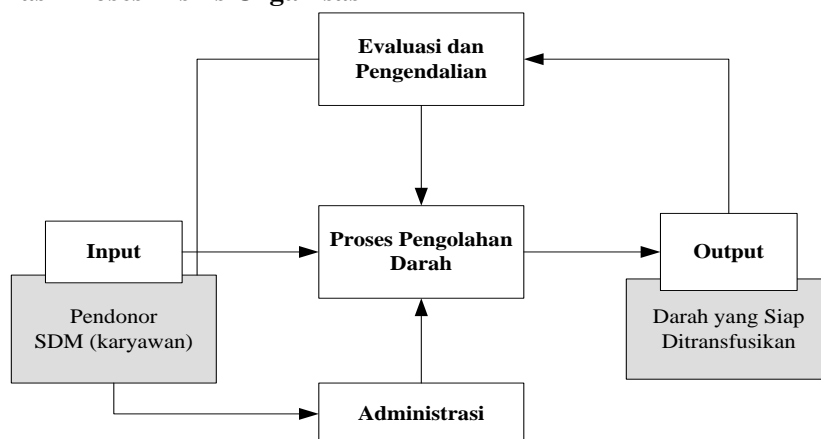 Evaluasi dan
Pengendalian
Input
Proses Pengolahan
Darah
Output
Pendonor
SDM (karyawan)
Darah yang Siap
Ditransfusikan
Administrasi